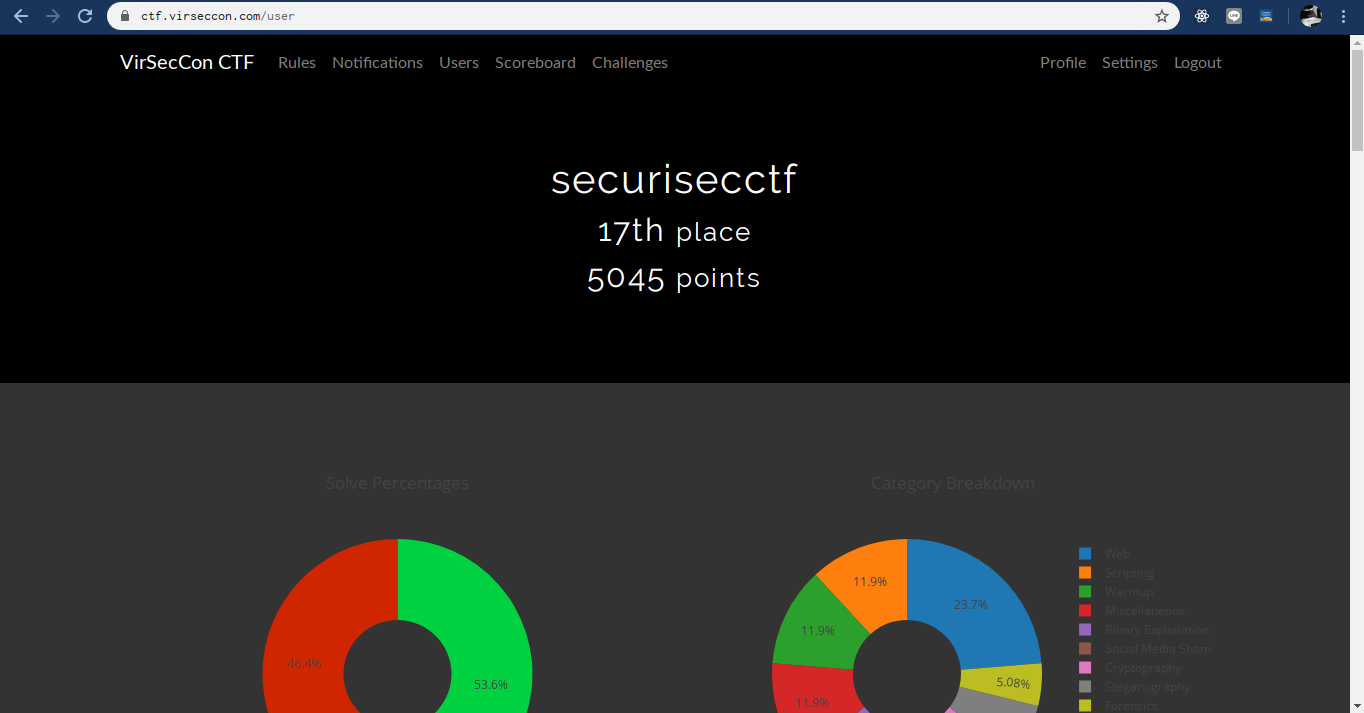 ctf.virseccon.com/user
VirSecCon CTF Rules Notifications Users Scoreboard Challenges Profile Settings Logout
securisecctf
17th place
5045 points
Solve Percentages
46.4%
53.6%
Category Breakdown
11.9%
23.7%
11.9%
5.08%
11.9%
Web
Scripting
Warmup
Miscellaneous
Binary Exploitation
Social Media Sham
Cryptography
Steganography
Forensics